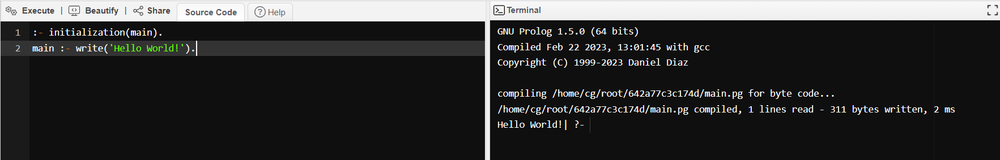 Execute | Beautify | Share Source Code Help
1 :- initialization(main).
2 main :- write('Hello World!').
Terminal
GNU Prolog 1.5.0 (64 bits)
Compiled Feb 22 2023, 13:01:45 with gcc
Copyright (C) 1999-2023 Daniel Diaz
compiling /home/cg/root/642a77c3c174d/main.pg for byte code...
/home/cg/root/642a77c3c174d/main.pg compiled, 1 lines read - 311 bytes written, 2 ms
Hello World!| ?-